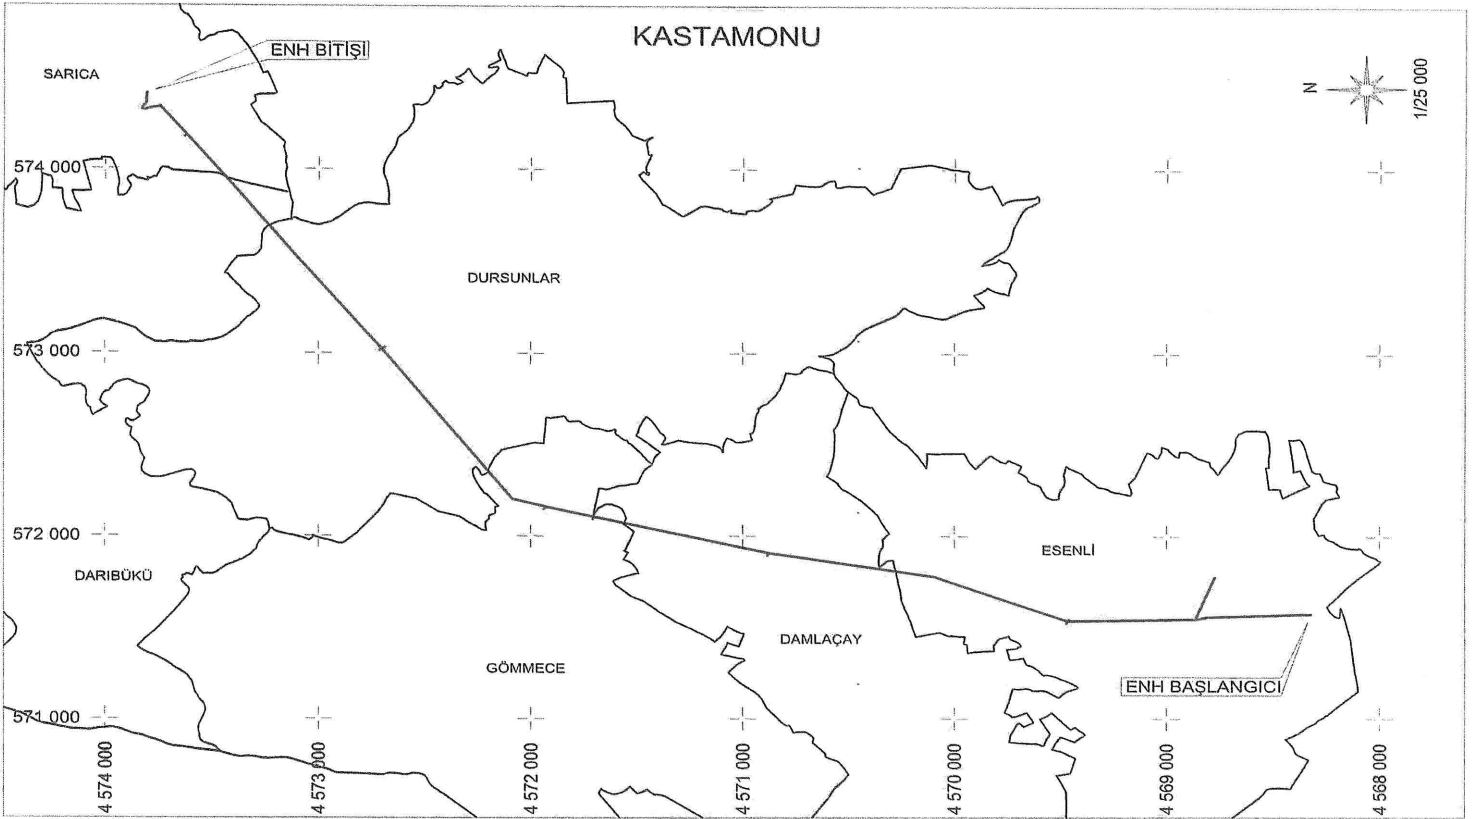 KASTAMONU
ENH BİTİŞİ
SARICA
N
1/25 000
574 000
DURSUNLAR
573 000
572 000
ESENLİ
DARIBÜKÜ
DAMLAÇAY
GÖMMECE
ENH BAŞLANGICI
571 000
4 574 000
4 573 000
4 572 000
4 571 000
4 570 000
4 569 000
4 568 000